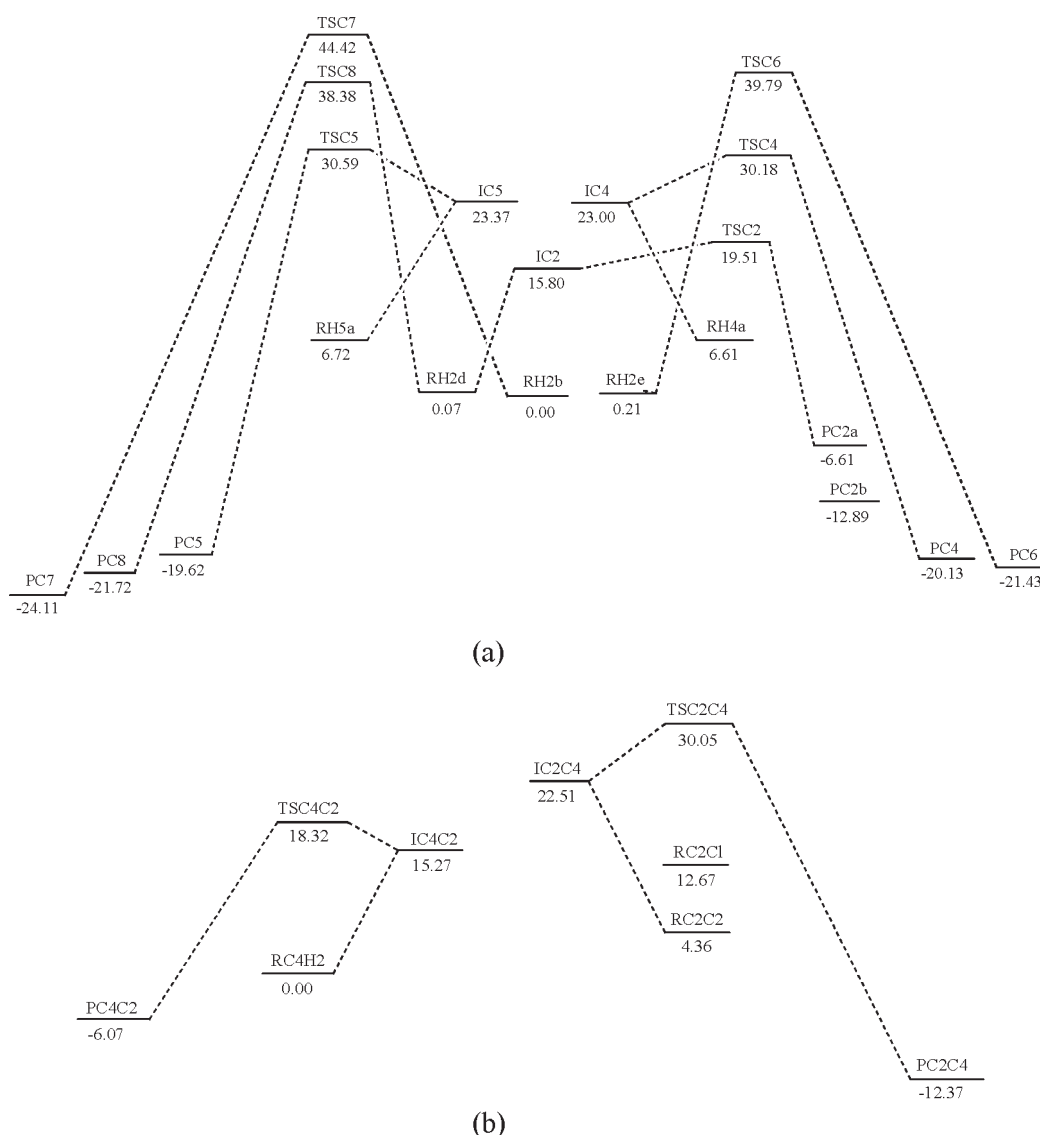 TSC7
44.42
TSC8
38.38
TSC6
39.79
TSC5
30.59
TSC4
30.18
IC5
23.37
IC4
23.00
TSC2
19.51
IC2
15.80
RH5a
6.72
RH4a
6.61
RH2d
0.07
RH2b
0.00
RH2e
0.21
PC2a
-6.61
PC2b
-12.89
PC5
-19.62
PC8
-21.72
PC7
-24.11
PC4
-20.13
PC6
-21.43
(a)
TSC2C4
30.05
IC2C4
22.51
TSC4C2
18.32
IC4C2
15.27
RC2Cl
12.67
RC2C2
4.36
RC4H2
0.00
PC4C2
-6.07
PC2C4
-12.37
(b)